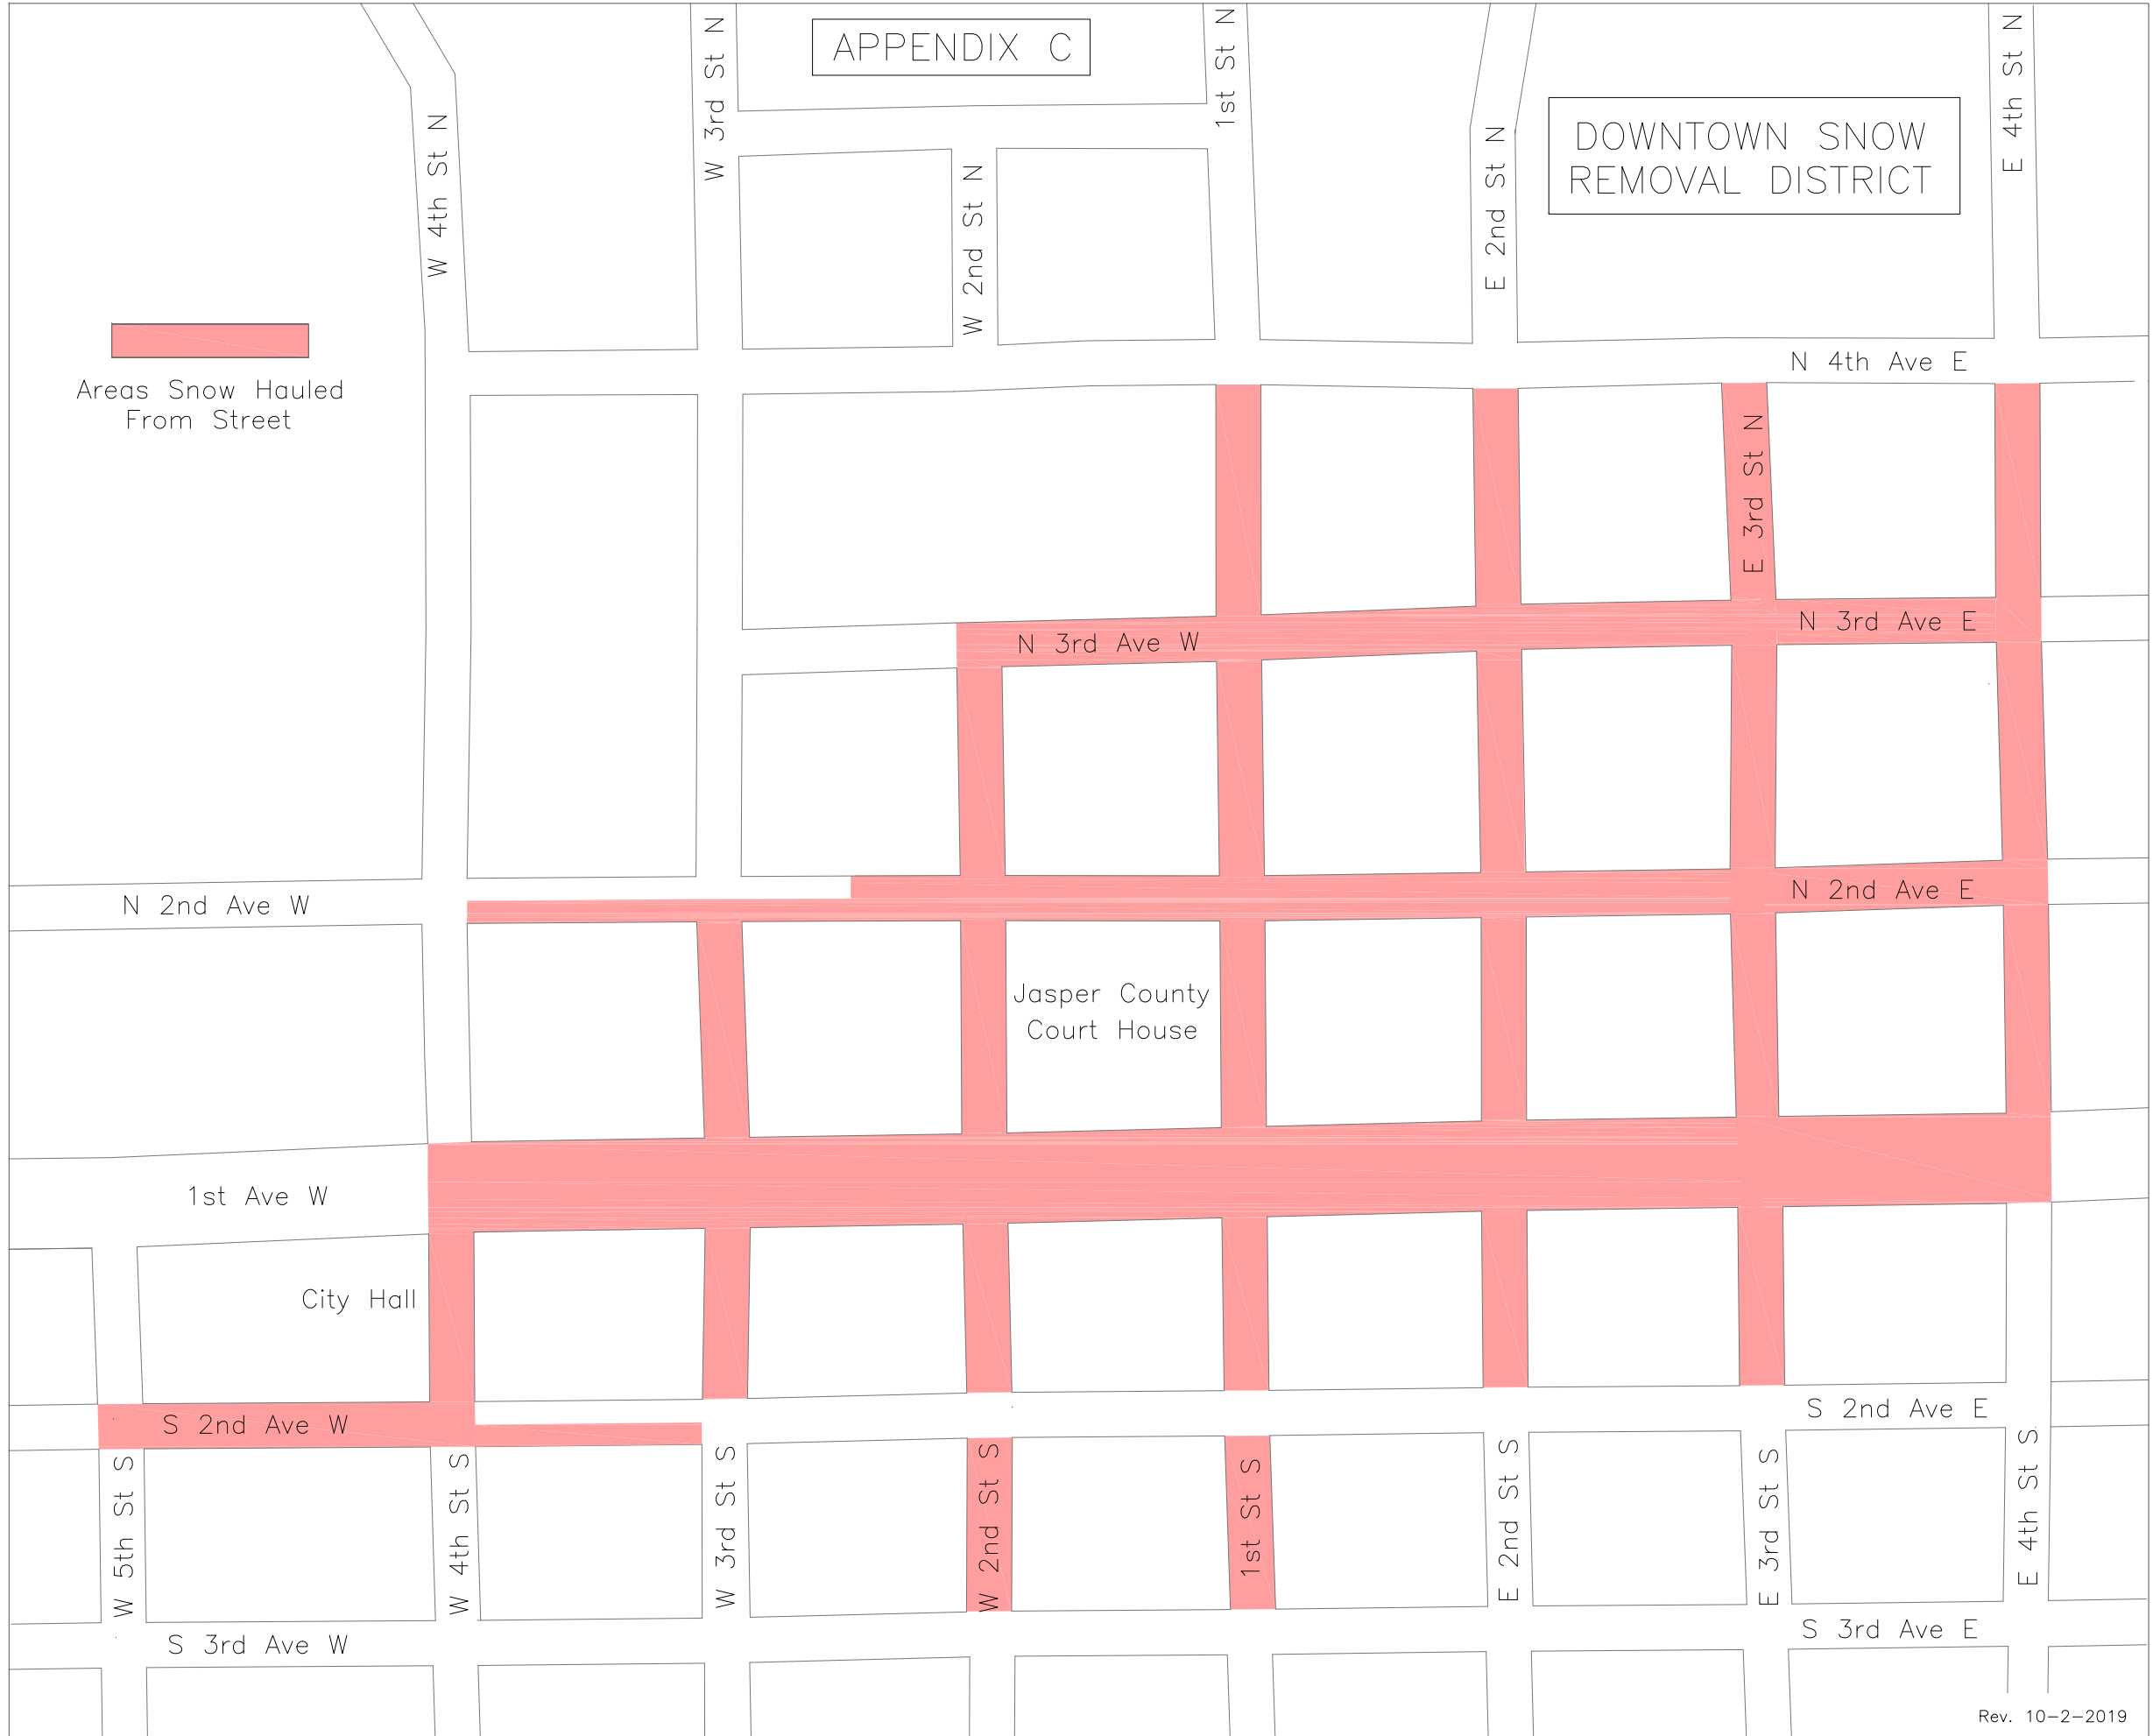 APPENDIX C
DOWNTOWN SNOW
REMOVAL DISTRICT
W 4th St N
W 3rd St N
W 2nd St N
1st St N
E 2nd St N
E 4th St N
Areas Snow Hauled
From Street
N 4th Ave E
E 3rd St N
N 3rd Ave W
N 3rd Ave E
N 2nd Ave W
N 2nd Ave E
Jasper County
Court House
1st Ave W
City Hall
S 2nd Ave W
S 2nd Ave E
W 5th St S
W 4th St S
W 3rd St S
W 2nd St S
1st St S
E 2nd St S
E 3rd St S
E 4th St S
S 3rd Ave W
S 3rd Ave E
Rev. 10-2-2019